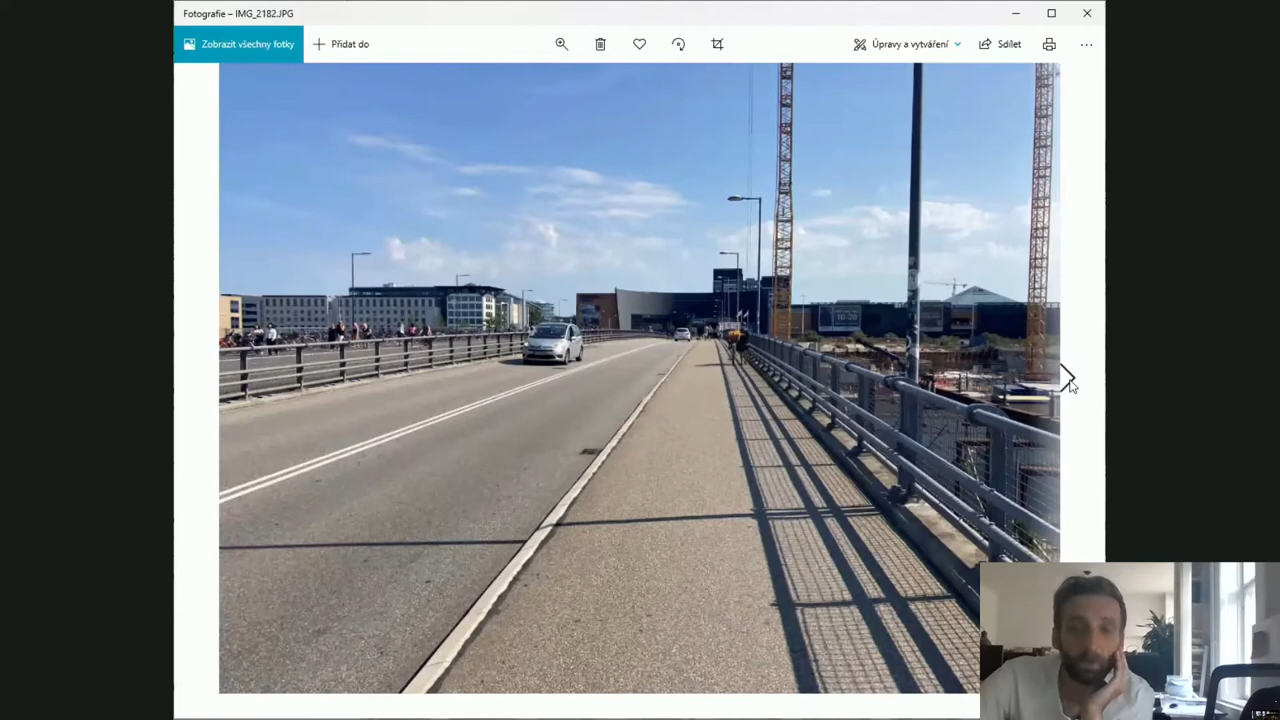 Fotografie – IMG_2182.JPG
Zobrazit všechny fotky
Přidat do
Úpravy a vytváření
Sdílet